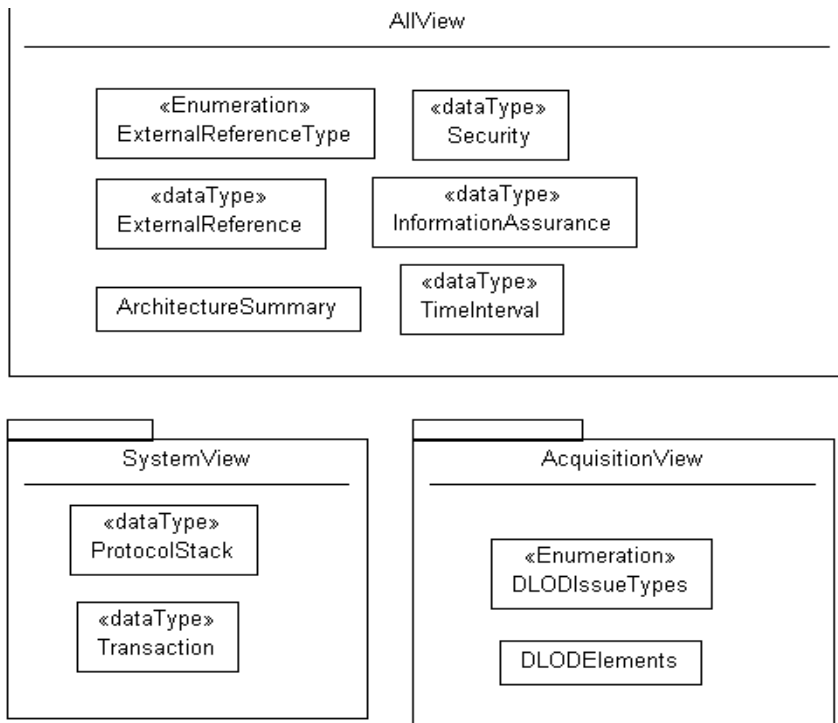 AllView
«Enumeration»
ExternalReferenceType
«dataType»
Security
«dataType»
ExternalReference
«dataType»
InformationAssurance
ArchitectureSummary
«dataType»
TimeInterval
SystemView
«dataType»
ProtocolStack
«dataType»
Transaction
AcquisitionView
«Enumeration»
DLODIssueTypes
DLODElements